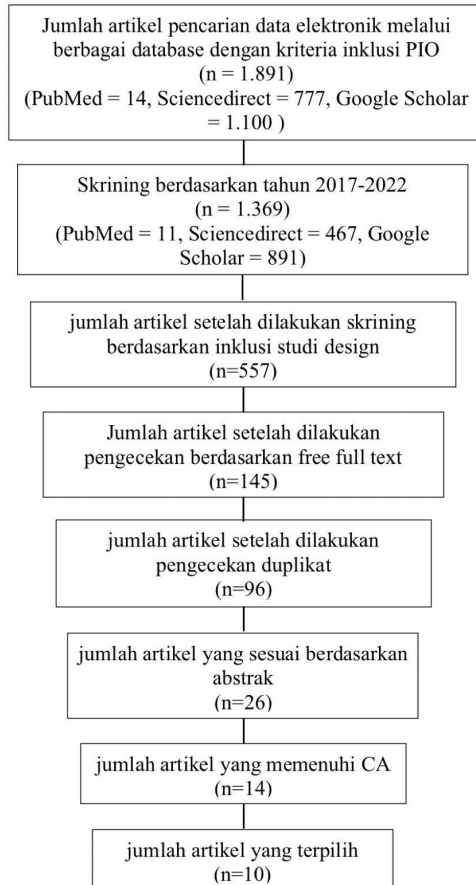 Jumlah artikel pencarian data elektronik melalui
berbagai database dengan kriteria inklusi PIO
(n = 1.891)
(PubMed = 14, Sciencedirect = 777, Google Scholar
= 1.100 )
Skrining berdasarkan tahun 2017-2022
(n = 1.369)
(PubMed = 11, Sciencedirect = 467, Google
Scholar = 891)
jumlah artikel setelah dilakukan skrining
berdasarkan inklusi studi design
(n=557)
Jumlah artikel setelah dilakukan
pengecekan berdasarkan free full text
(n=145)
jumlah artikel setelah dilakukan
pengecekan duplikat
(n=96)
jumlah artikel yang sesuai berdasarkan
abstrak
(n=26)
jumlah artikel yang memenuhi CA
(n=14)
jumlah artikel yang terpilih
(n=10)